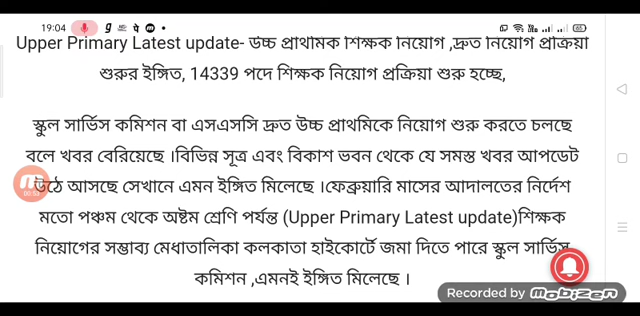 19:04
Upper Primary Latest update- উচ্চ প্রাথমিক শিক্ষক নিয়োগ ,দ্রুত নিয়োগ প্রক্রিয়া
শুরুর ইঙ্গিত, 14339 পদে শিক্ষক নিয়োগ প্রক্রিয়া শুরু হচ্ছে,
স্কুল সার্ভিস কমিশন বা এসএসসি দ্রুত উচ্চ প্রাথমিকে নিয়োগ শুরু করতে চলছে
বলে খবর বেরিয়েছে ।বিভিন্ন সূত্র এবং বিকাশ ভবন থেকে যে সমস্ত খবর আপডেট
উঠে আসছে সেখানে এমন ইঙ্গিত মিলেছে ।ফেব্রুয়ারি মাসের আদালতের নির্দেশ
মতো পঞ্চম থেকে অষ্টম শ্রেণি পর্যন্ত (Upper Primary Latest update)শিক্ষক
নিয়োগের সম্ভাব্য মেধাতালিকা কলকাতা হাইকোর্টে জমা দিতে পারে স্কুল সার্ভিস
কমিশন ,এমনই ইঙ্গিত মিলেছে ।
Recorded by Mobizen